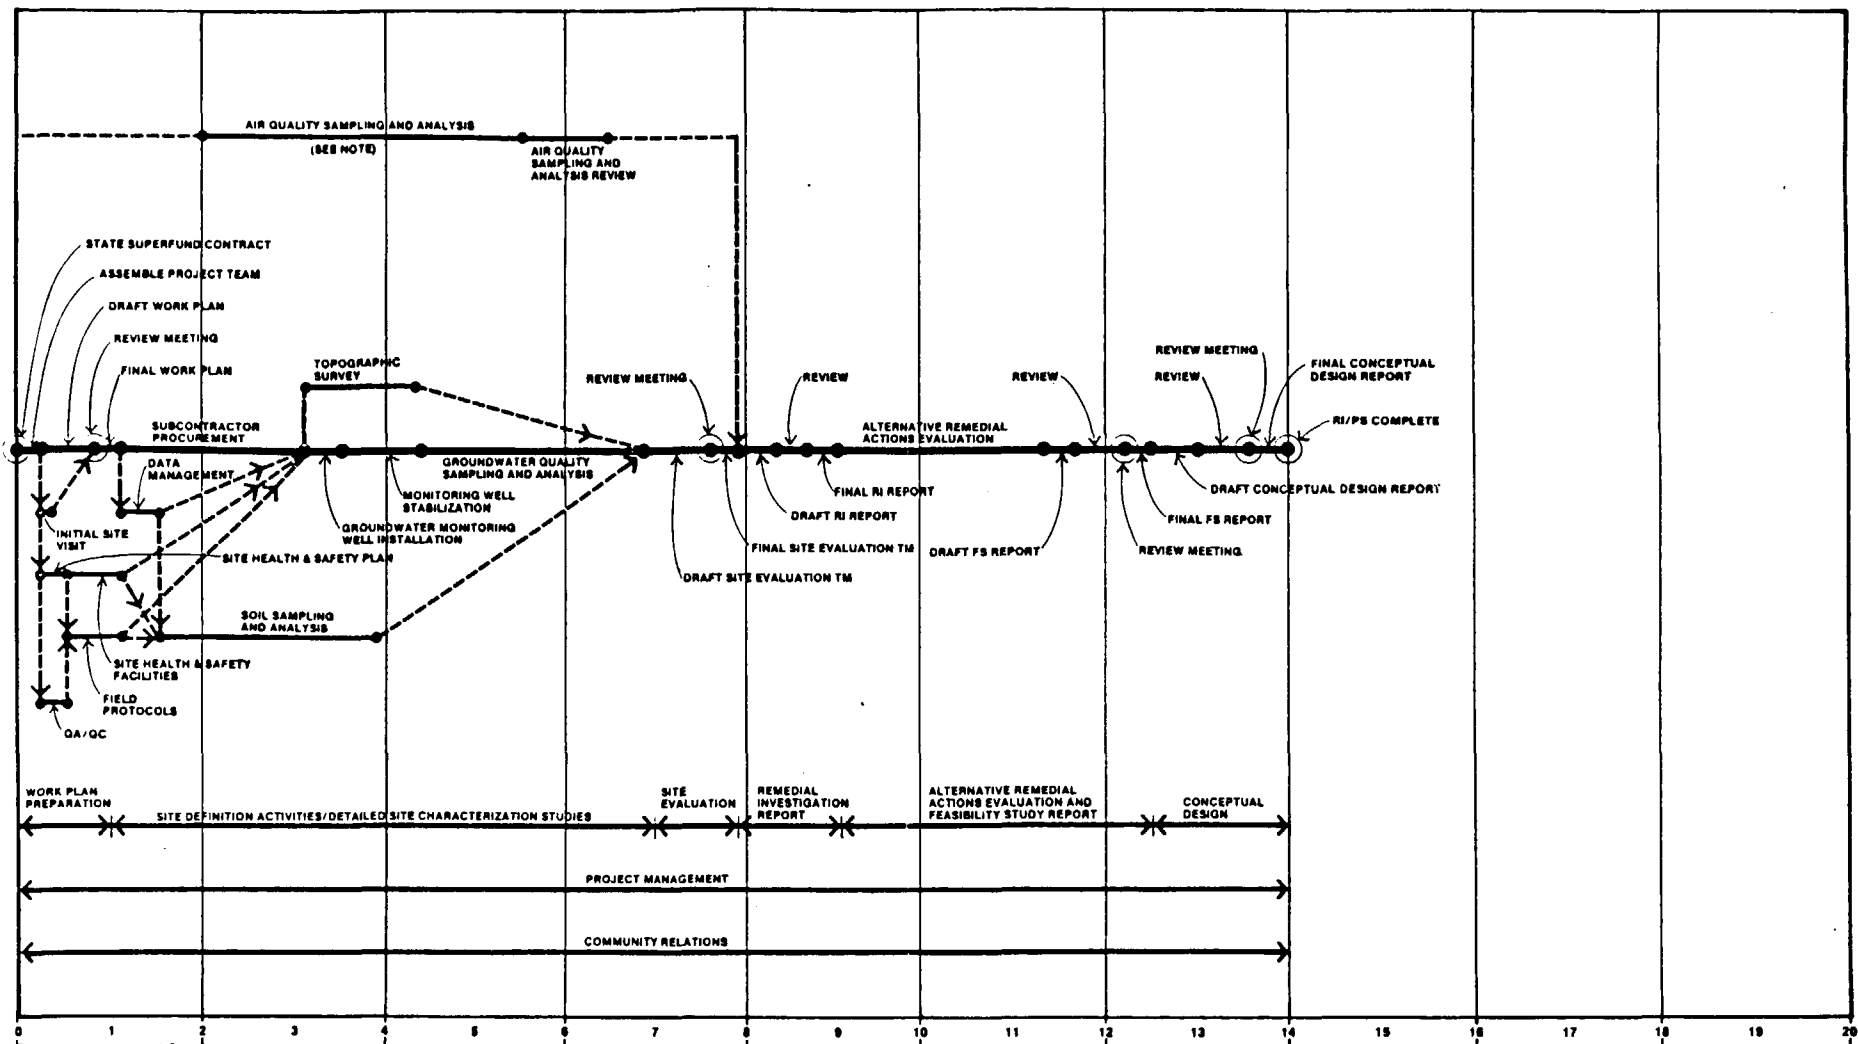 AIR QUALITY SAMPLING AND ANALYSIS
(SEE NOTE)
AIR QUALITY
SAMPLING AND
ANALYSIS REVIEW
STATE SUPERFUND CONTRACT
ASSEMBLE PROJECT TEAM
DRAFT WORK PLAN
REVIEW MEETING
FINAL WORK PLAN
TOPOGRAPHIC
SURVEY
REVIEW MEETING
REVIEW
REVIEW
REVIEW MEETING
REVIEW
FINAL CONCEPTUAL
DESIGN REPORT
RI/FS COMPLETE
SUBCONTRACTOR
PROCUREMENT
ALTERNATIVE REMEDIAL
ACTIONS EVALUATION
DATA
MANAGEMENT
GROUNDWATER QUALITY
SAMPLING AND ANALYSIS
MONITORING WELL
STABILIZATION
FINAL RI REPORT
DRAFT CONCEPTUAL DESIGN REPORT
DRAFT RI REPORT
FINAL FS REPORT
INITIAL SITE
VISIT
GROUNDWATER MONITORING
WELL INSTALLATION
FINAL SITE EVALUATION TM
DRAFT FS REPORT
REVIEW MEETING
SITE HEALTH & SAFETY PLAN
DRAFT SITE EVALUATION TM
SOIL SAMPLING
AND ANALYSIS
SITE HEALTH & SAFETY
FACILITIES
FIELD
PROTOCOLS
QA/QC
WORK PLAN
PREPARATION
SITE DEFINITION ACTIVITIES/DETAILED SITE CHARACTERIZATION STUDIES
SITE
EVALUATION
REMEDIAL
INVESTIGATION
REPORT
ALTERNATIVE REMEDIAL
ACTIONS EVALUATION AND
FEASIBILITY STUDY REPORT
CONCEPTUAL
DESIGN
PROJECT MANAGEMENT
COMMUNITY RELATIONS
0 1 2 3 4 5 6 7 8 9 10 11 12 13 14 15 16 17 18 19 20